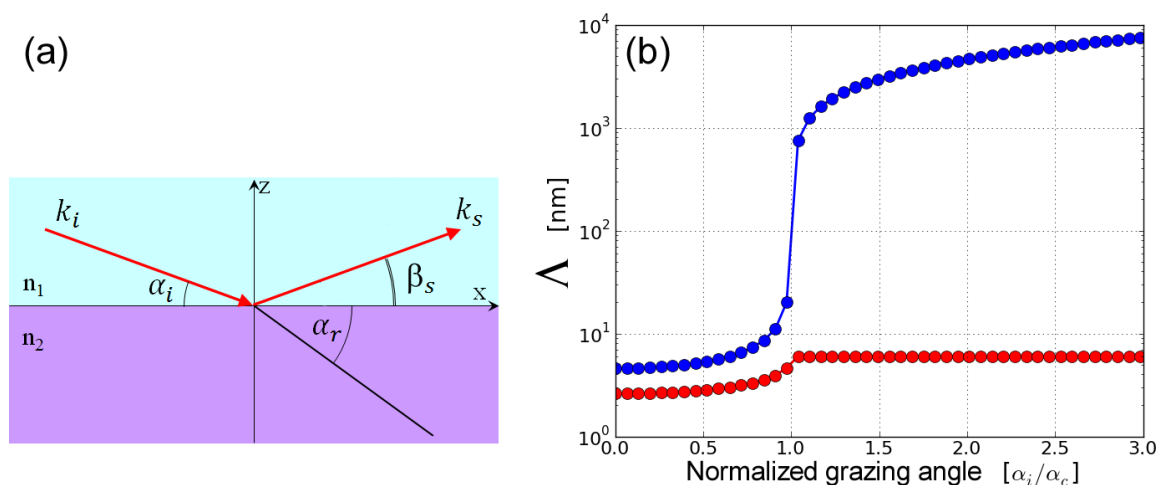 (a)
z
k_i
k_s
α_i
β_s
n_1
x
n_2
α_r
(b)
10^4
10^3
10^2
10^1
10^0
Λ [nm]
0.0 0.5 1.0 1.5 2.0 2.5 3.0
Normalized grazing angle [α_i/α_c]